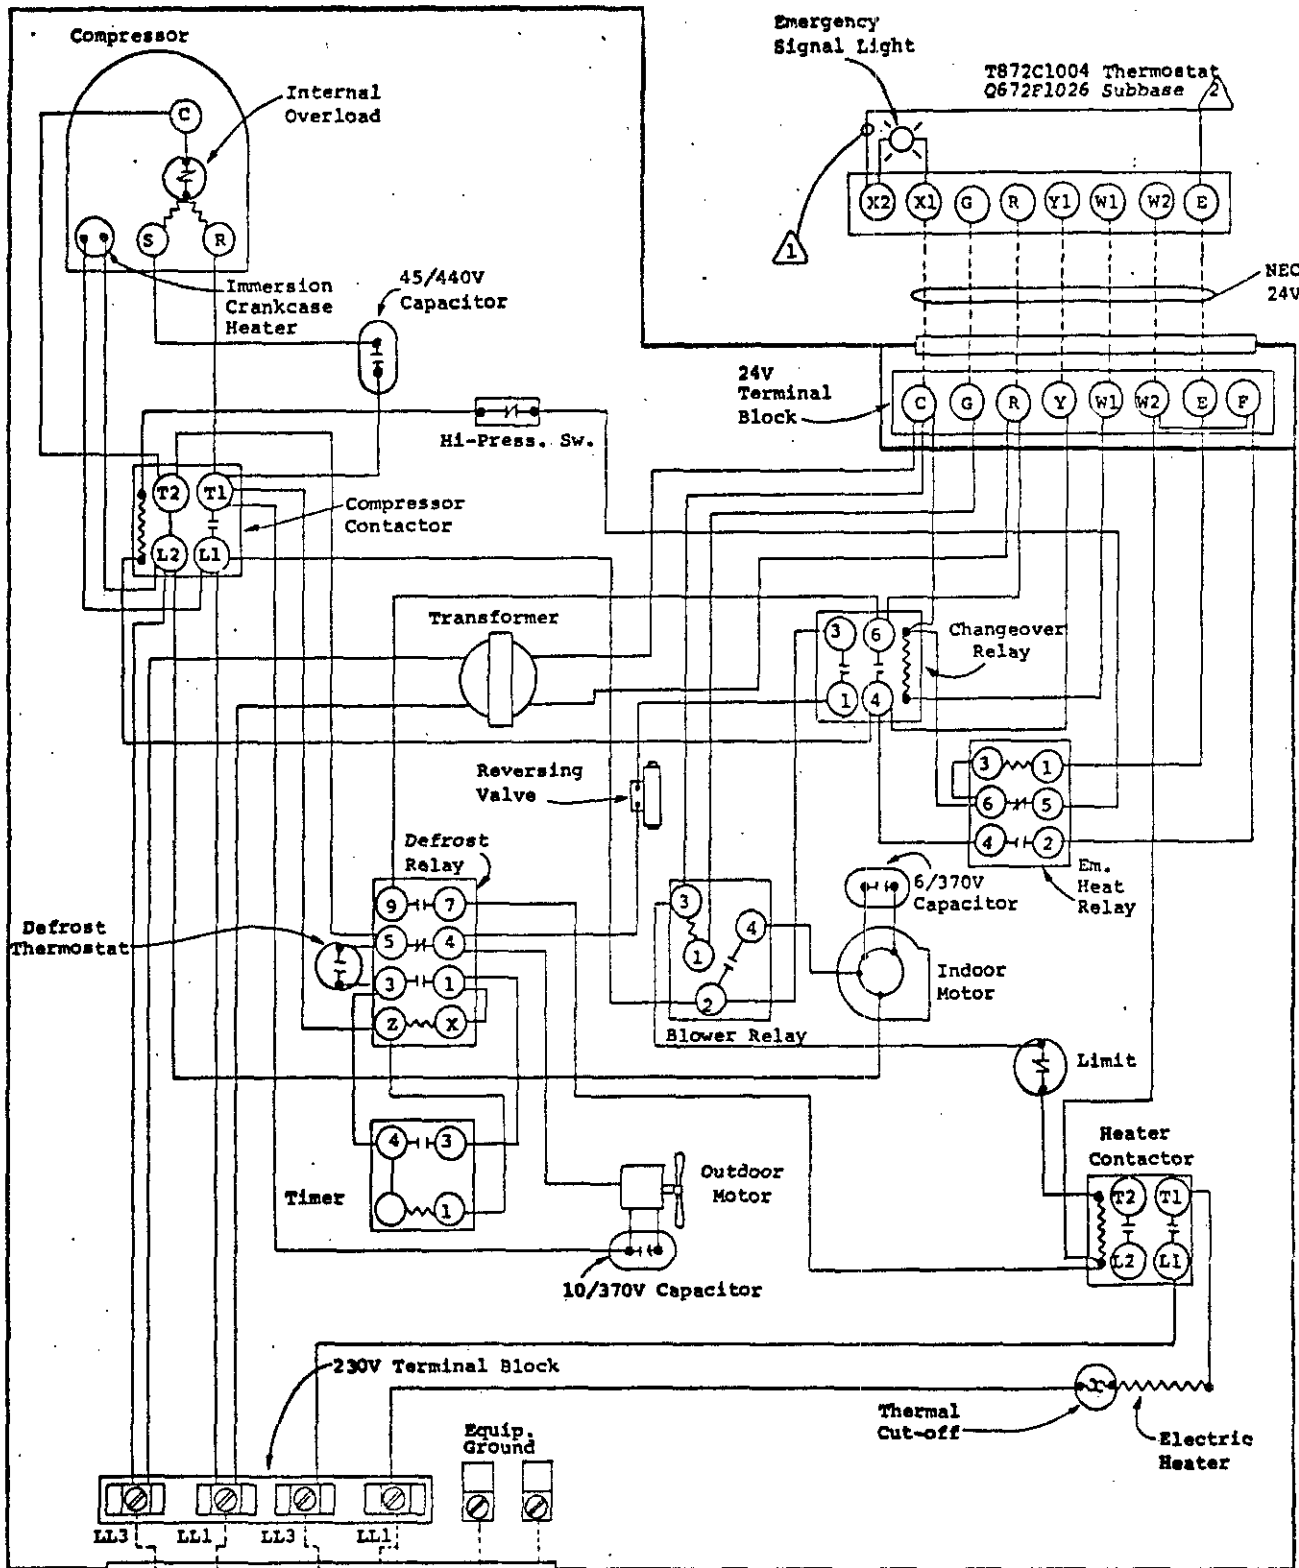 Compressor
Emergency
Signal Light
T872C1004 Thermostat
Q672F1026 Subbase 2
Internal
Overload
C
X2 X1 G R Y1 W1 W2 E
S R
1
Immersion
Crankcase
Heater
45/440V
Capacitor
NEC
24V
24V
Terminal
Block
C G R Y W1 W2 E F
Hi-Press. Sw.
T2 T1
Compressor
Contactor
L2 L1
Transformer
3 6
Changeover
Relay
1 4
Reversing
Valve
3 1
6 5
4 2
Em.
Heat
Relay
Defrost
Relay
6/370V
Capacitor
Defrost
Thermostat
9 7
5 4
3 1
Z X
3
4
1
2
Blower Relay
Indoor
Motor
Limit
4 3
Timer
1
Outdoor
Motor
Heater
Contactor
T2 T1
L2 L1
10/370V Capacitor
230V Terminal Block
Thermal
Cut-off
Equip.
Ground
Electric
Heater
LL3 LL1 LL3 LL1